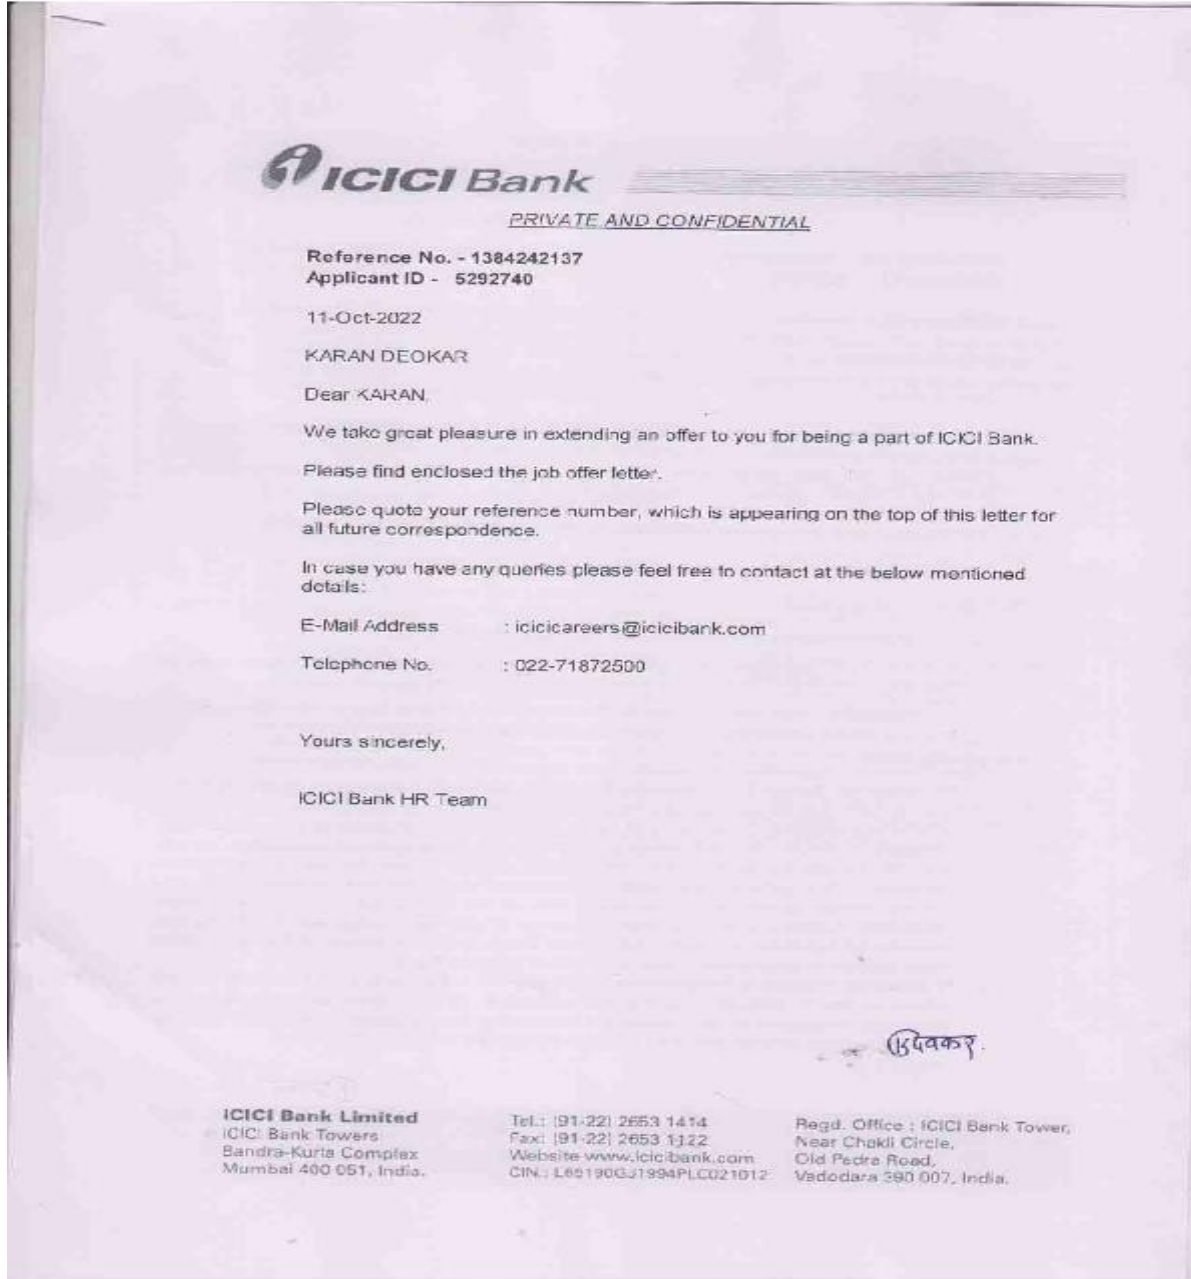 ICICI Bank
PRIVATE AND CONFIDENTIAL
Reference No. - 1384242137
Applicant ID - 5292740
11-Oct-2022
KARAN DEOKAR
Dear KARAN,
We take great pleasure in extending an offer to you for being a part of ICICI Bank.
Please find enclosed the job offer letter.
Please quote your reference number, which is appearing on the top of this letter for
all future correspondence.
In case you have any queries please feel free to contact at the below mentioned
details:
E-Mail Address : icicicareers@icicibank.com
Telephone No. : 022-71872500
Yours sincerely,
ICICI Bank HR Team
देवकर.
ICICI Bank Limited
ICICI Bank Towers
Bandra-Kurla Complex
Mumbai 400 051, India.
Tel.: (91-22) 2653 1414
Fax: (91-22) 2653 1122
Website www.icicibank.com
CIN.: L65190GJ1994PLC021012
Regd. Office : ICICI Bank Tower,
Near Chakli Circle,
Old Padra Road,
Vadodara 390 007, India.